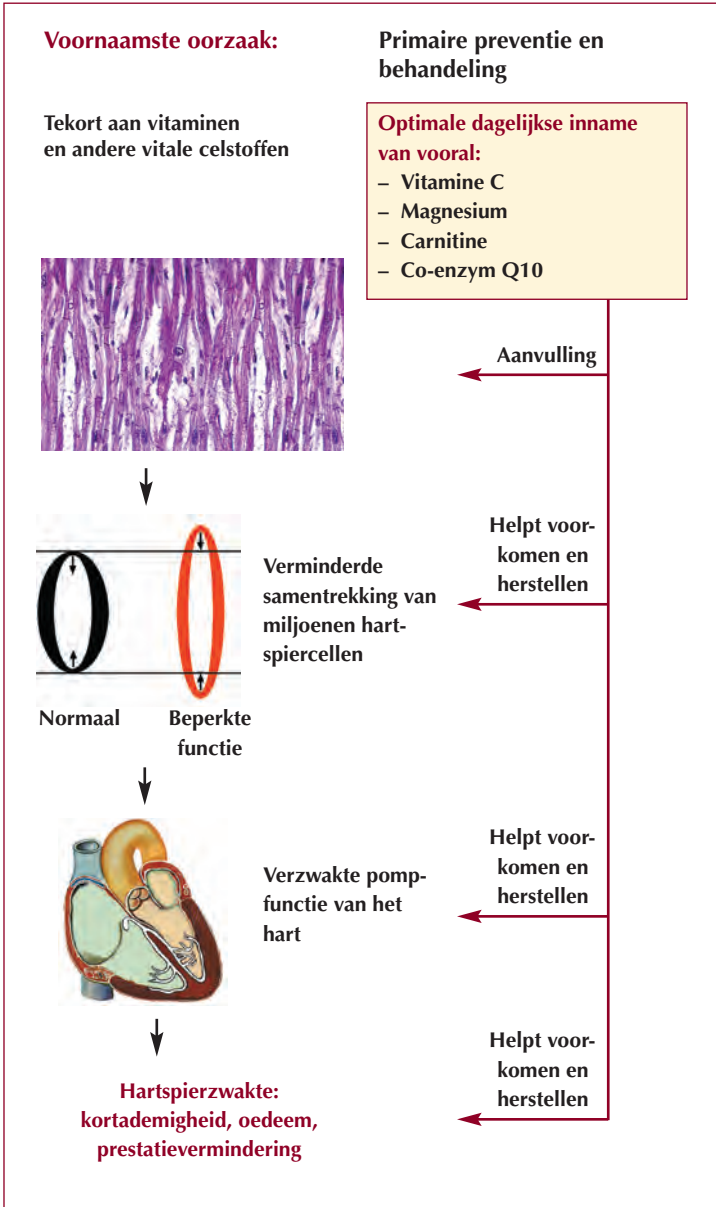 Voornaamste oorzaak:
Primaire preventie en
behandeling
Tekort aan vitaminen
en andere vitale celstoffen
Optimale dagelijkse inname
van vooral:
– Vitamine C
– Magnesium
– Carnitine
– Co-enzym Q10
Aanvulling
Helpt voor-
komen en
herstellen
Verminderde
samentrekking van
miljoenen hart-
spiercellen
Normaal
Beperkte
functie
Helpt voor-
komen en
herstellen
Verzwakte pomp-
functie van het
hart
Helpt voor-
komen en
herstellen
Hartspierzwakte:
kortademigheid, oedeem,
prestatievermindering